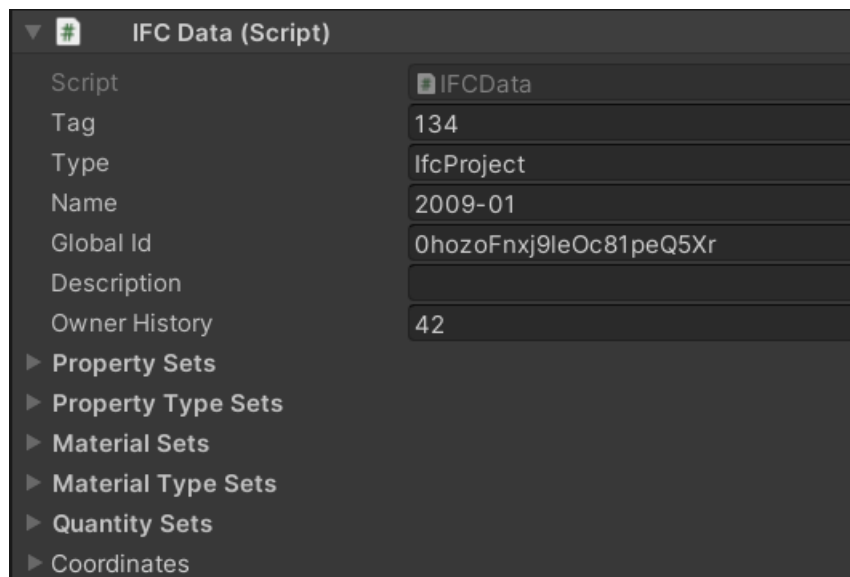 IFC Data (Script)
Script IFCData
Tag 134
Type IfcProject
Name 2009-01
Global Id 0hozoFnxj9leOc81peQ5Xr
Description
Owner History 42
Property Sets
Property Type Sets
Material Sets
Material Type Sets
Quantity Sets
Coordinates